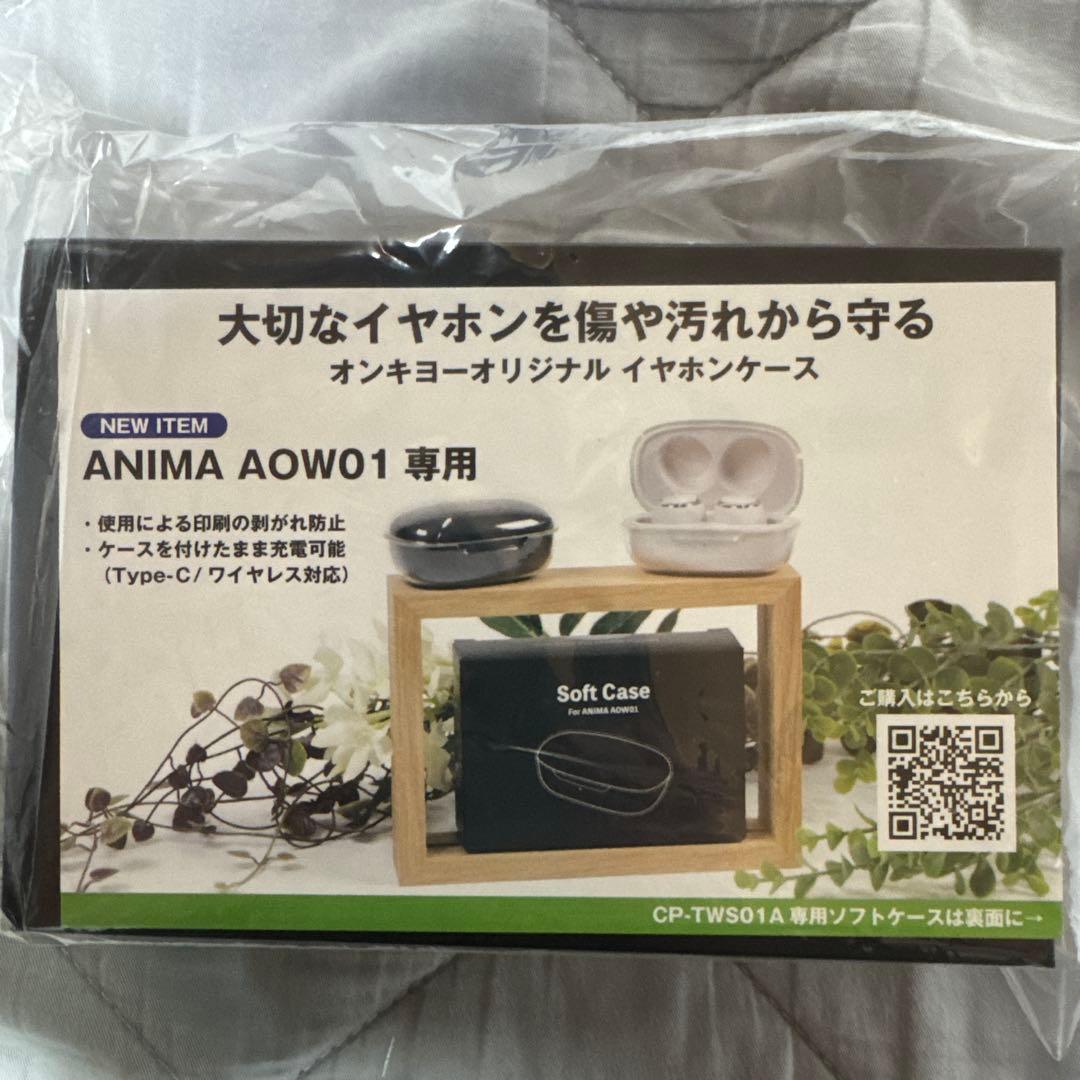 大切なイヤホンを傷や汚れから守る
オンキヨーオリジナル イヤホンケース
NEW ITEM
ANIMA AOW01 専用
・使用による印刷の剥がれ防止
・ケースを付けたまま充電可能
（Type-C/ ワイヤレス対応）
Soft Case
For ANIMA AOW01
ご購入はこちらから
CP-TWS01A 専用ソフトケースは裏面に→